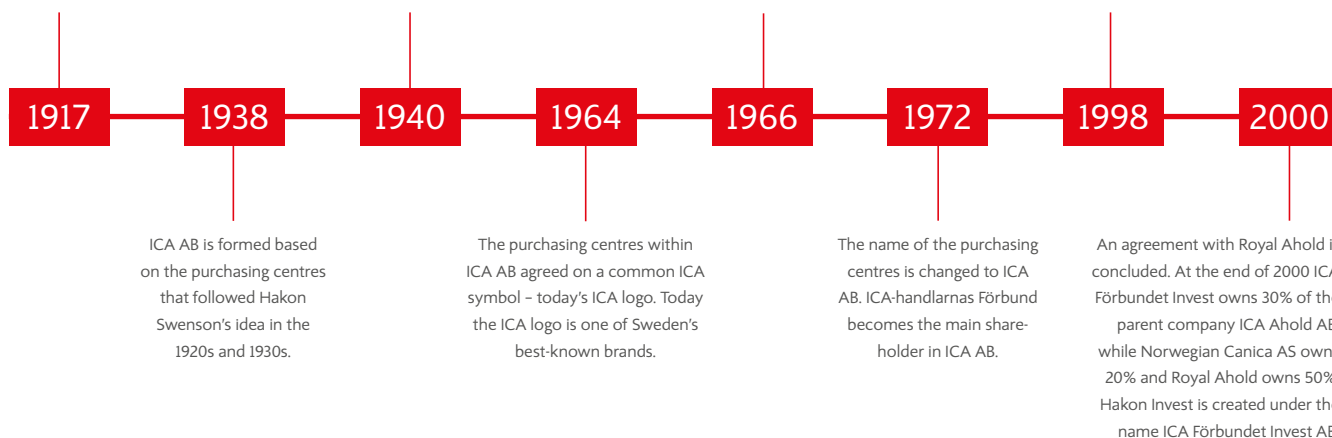 1917
1938
1940
1964
1966
1972
1998
2000
ICA AB is formed based
on the purchasing centres
that followed Hakon
Swenson's idea in the
1920s and 1930s.
The purchasing centres within
ICA AB agreed on a common ICA
symbol – today's ICA logo. Today
the ICA logo is one of Sweden's
best-known brands.
The name of the purchasing
centres is changed to ICA
AB. ICA-handlarnas Förbund
becomes the main share-
holder in ICA AB.
An agreement with Royal Ahold i
concluded. At the end of 2000 ICA
Förbundet Invest owns 30% of the
parent company ICA Ahold AB
while Norwegian Canica AS own
20% and Royal Ahold owns 50%
Hakon Invest is created under the
name ICA Förbundet Invest AB